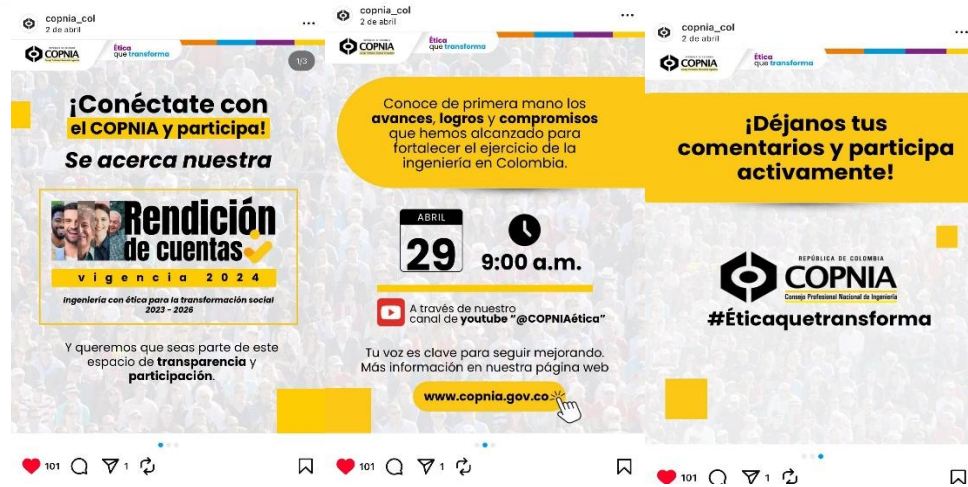 copnia_col
2 de abril
COPNIA
Ética
que transforma
1/3
¡Conéctate con
el COPNIA y participa!
Se acerca nuestra
Rendición
de cuentas
vigencia 2024
Ingeniería con ética para la transformación social
2023 - 2026
Y queremos que seas parte de este
espacio de transparencia y
participación.
101
1
copnia_col
2 de abril
COPNIA
Ética
que transforma
Conoce de primera mano los
avances, logros y compromisos
que hemos alcanzado para
fortalecer el ejercicio de la
ingeniería en Colombia.
ABRIL
29
9:00 a.m.
A través de nuestro
canal de youtube "@COPNIAética"
Tu voz es clave para seguir mejorando.
Más información en nuestra página web
www.copnia.gov.co
101
1
copnia_col
2 de abril
COPNIA
Ética
que transforma
¡Déjanos tus
comentarios y participa
activamente!
REPÚBLICA DE COLOMBIA
COPNIA
Consejo Profesional Nacional de Ingeniería
#Éticaquetransforma
101
1